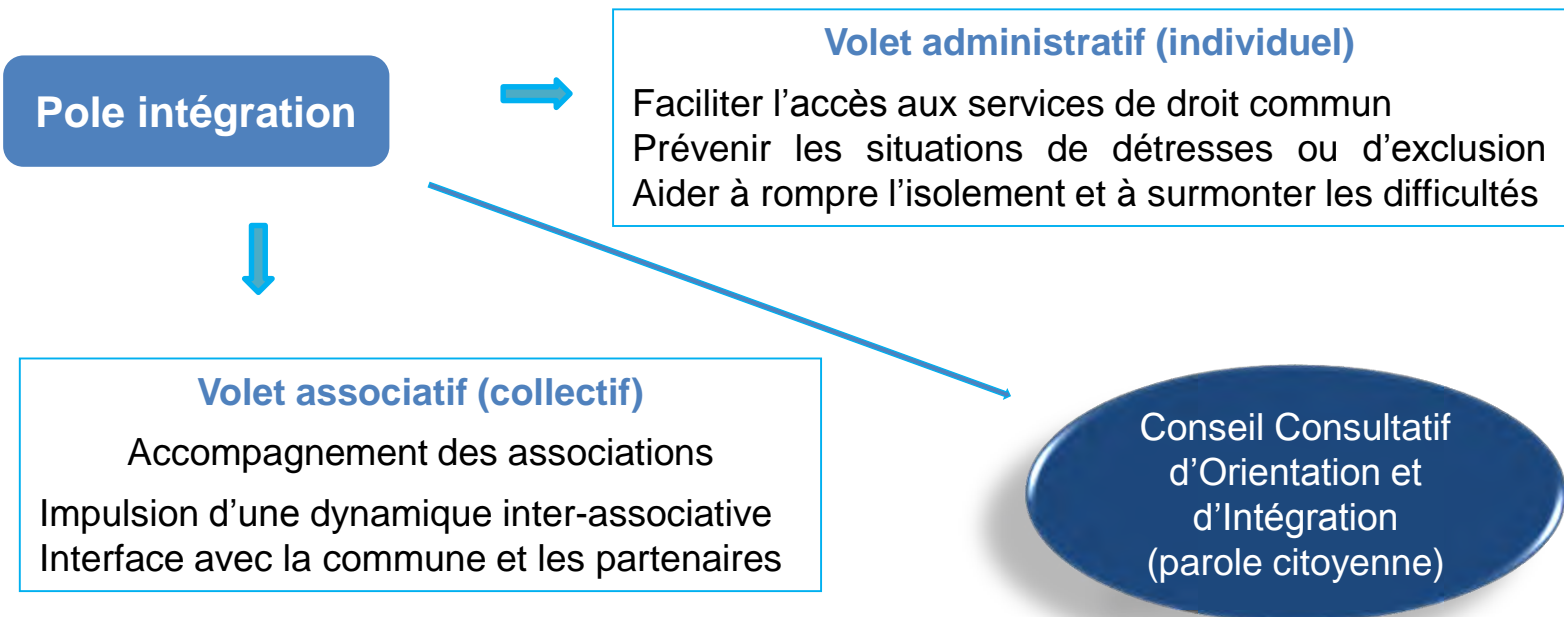 Pole intégration
Volet administratif (individuel)
Faciliter l’accès aux services de droit commun
Prévenir les situations de détresses ou d’exclusion
Aider à rompre l’isolement et à surmonter les difficultés
Volet associatif (collectif)
Accompagnement des associations
Impulsion d’une dynamique inter-associative
Interface avec la commune et les partenaires
Conseil Consultatif
d’Orientation et
d’Intégration
(parole citoyenne)